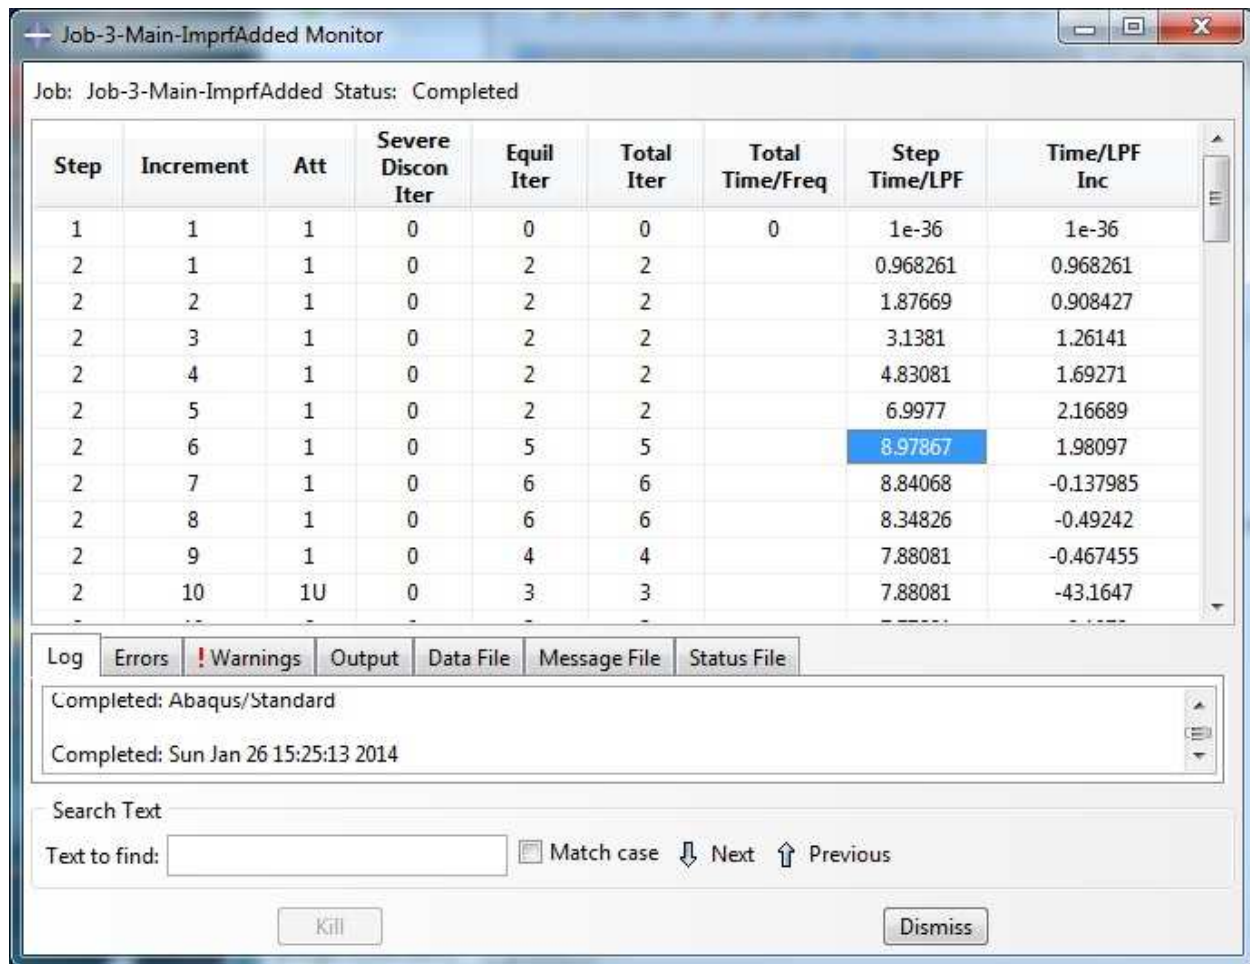 Job-3-Main-ImprfAdded Monitor
Job: Job-3-Main-ImprfAdded Status: Completed
Step Increment Att Severe Discon Iter Equil Iter Total Iter Total Time/Freq Step Time/LPF Time/LPF Inc
1 1 1 0 0 0 0 1e-36 1e-36
2 1 1 0 2 2 0.968261 0.968261
2 2 1 0 2 2 1.87669 0.908427
2 3 1 0 2 2 3.1381 1.26141
2 4 1 0 2 2 4.83081 1.69271
2 5 1 0 2 2 6.9977 2.16689
2 6 1 0 5 5 8.97867 1.98097
2 7 1 0 6 6 8.84068 -0.137985
2 8 1 0 6 6 8.34826 -0.49242
2 9 1 0 4 4 7.88081 -0.467455
2 10 1U 0 3 3 7.88081 -43.1647
Log Errors ! Warnings Output Data File Message File Status File
Completed: Abaqus/Standard
Completed: Sun Jan 26 15:25:13 2014
Search Text
Text to find: Match case Next Previous
Kill Dismiss